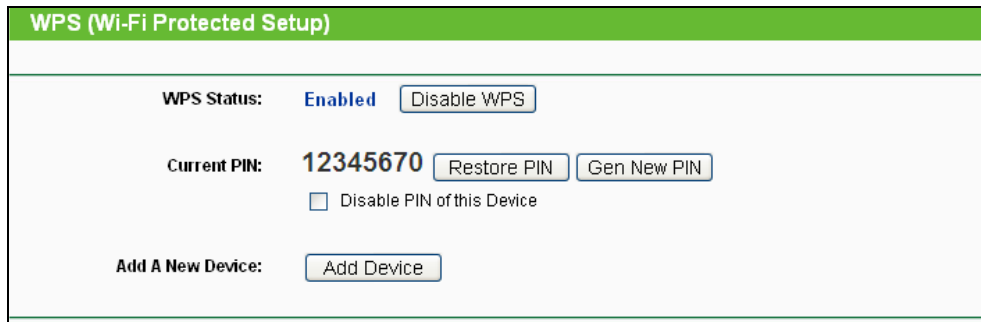 WPS (Wi-Fi Protected Setup)
WPS Status: Enabled Disable WPS
Current PIN: 12345670 Restore PIN Gen New PIN
Disable PIN of this Device
Add A New Device: Add Device